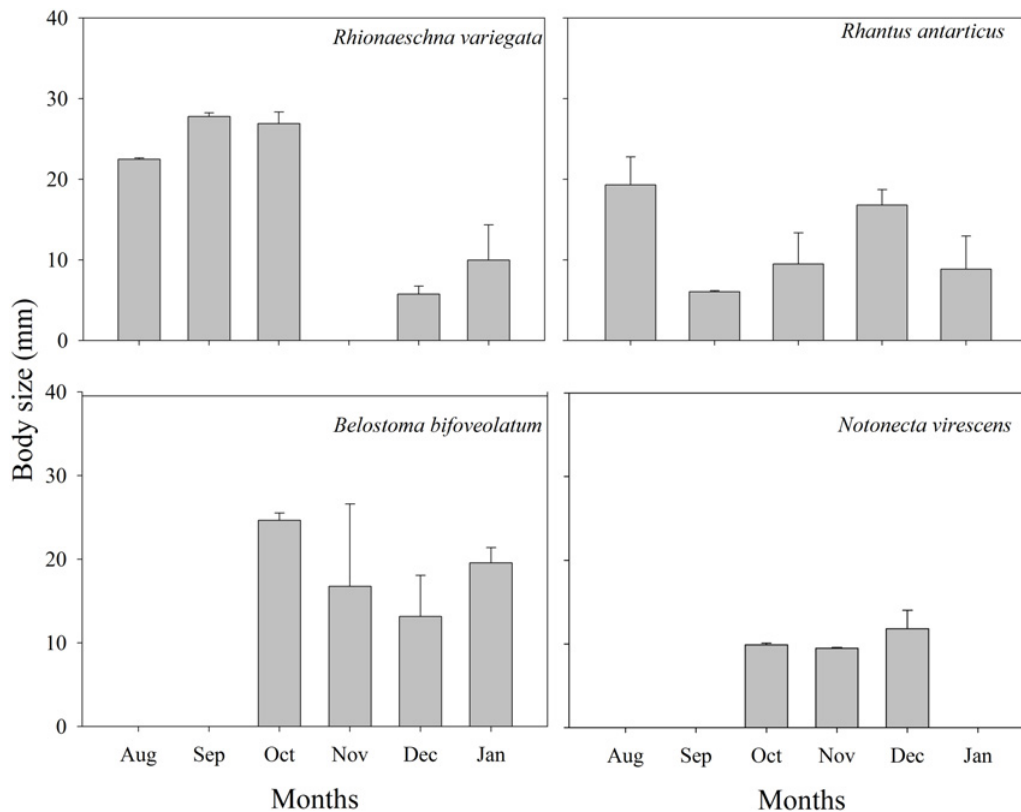 40
30
20
10
0
Rhionaeschna variegata
Rhantus antarticus
Body size (mm)
40
30
20
10
0
Belostoma bifoveolatum
Notonecta virescens
Aug Sep Oct Nov Dec Jan
Aug Sep Oct Nov Dec Jan
Months
Months